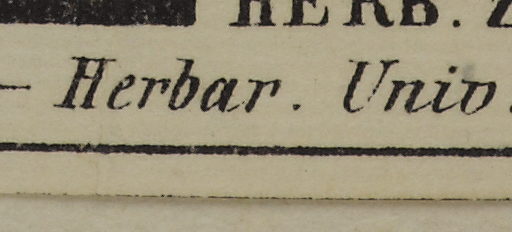 HERB. Z
— Herbar. Univ.